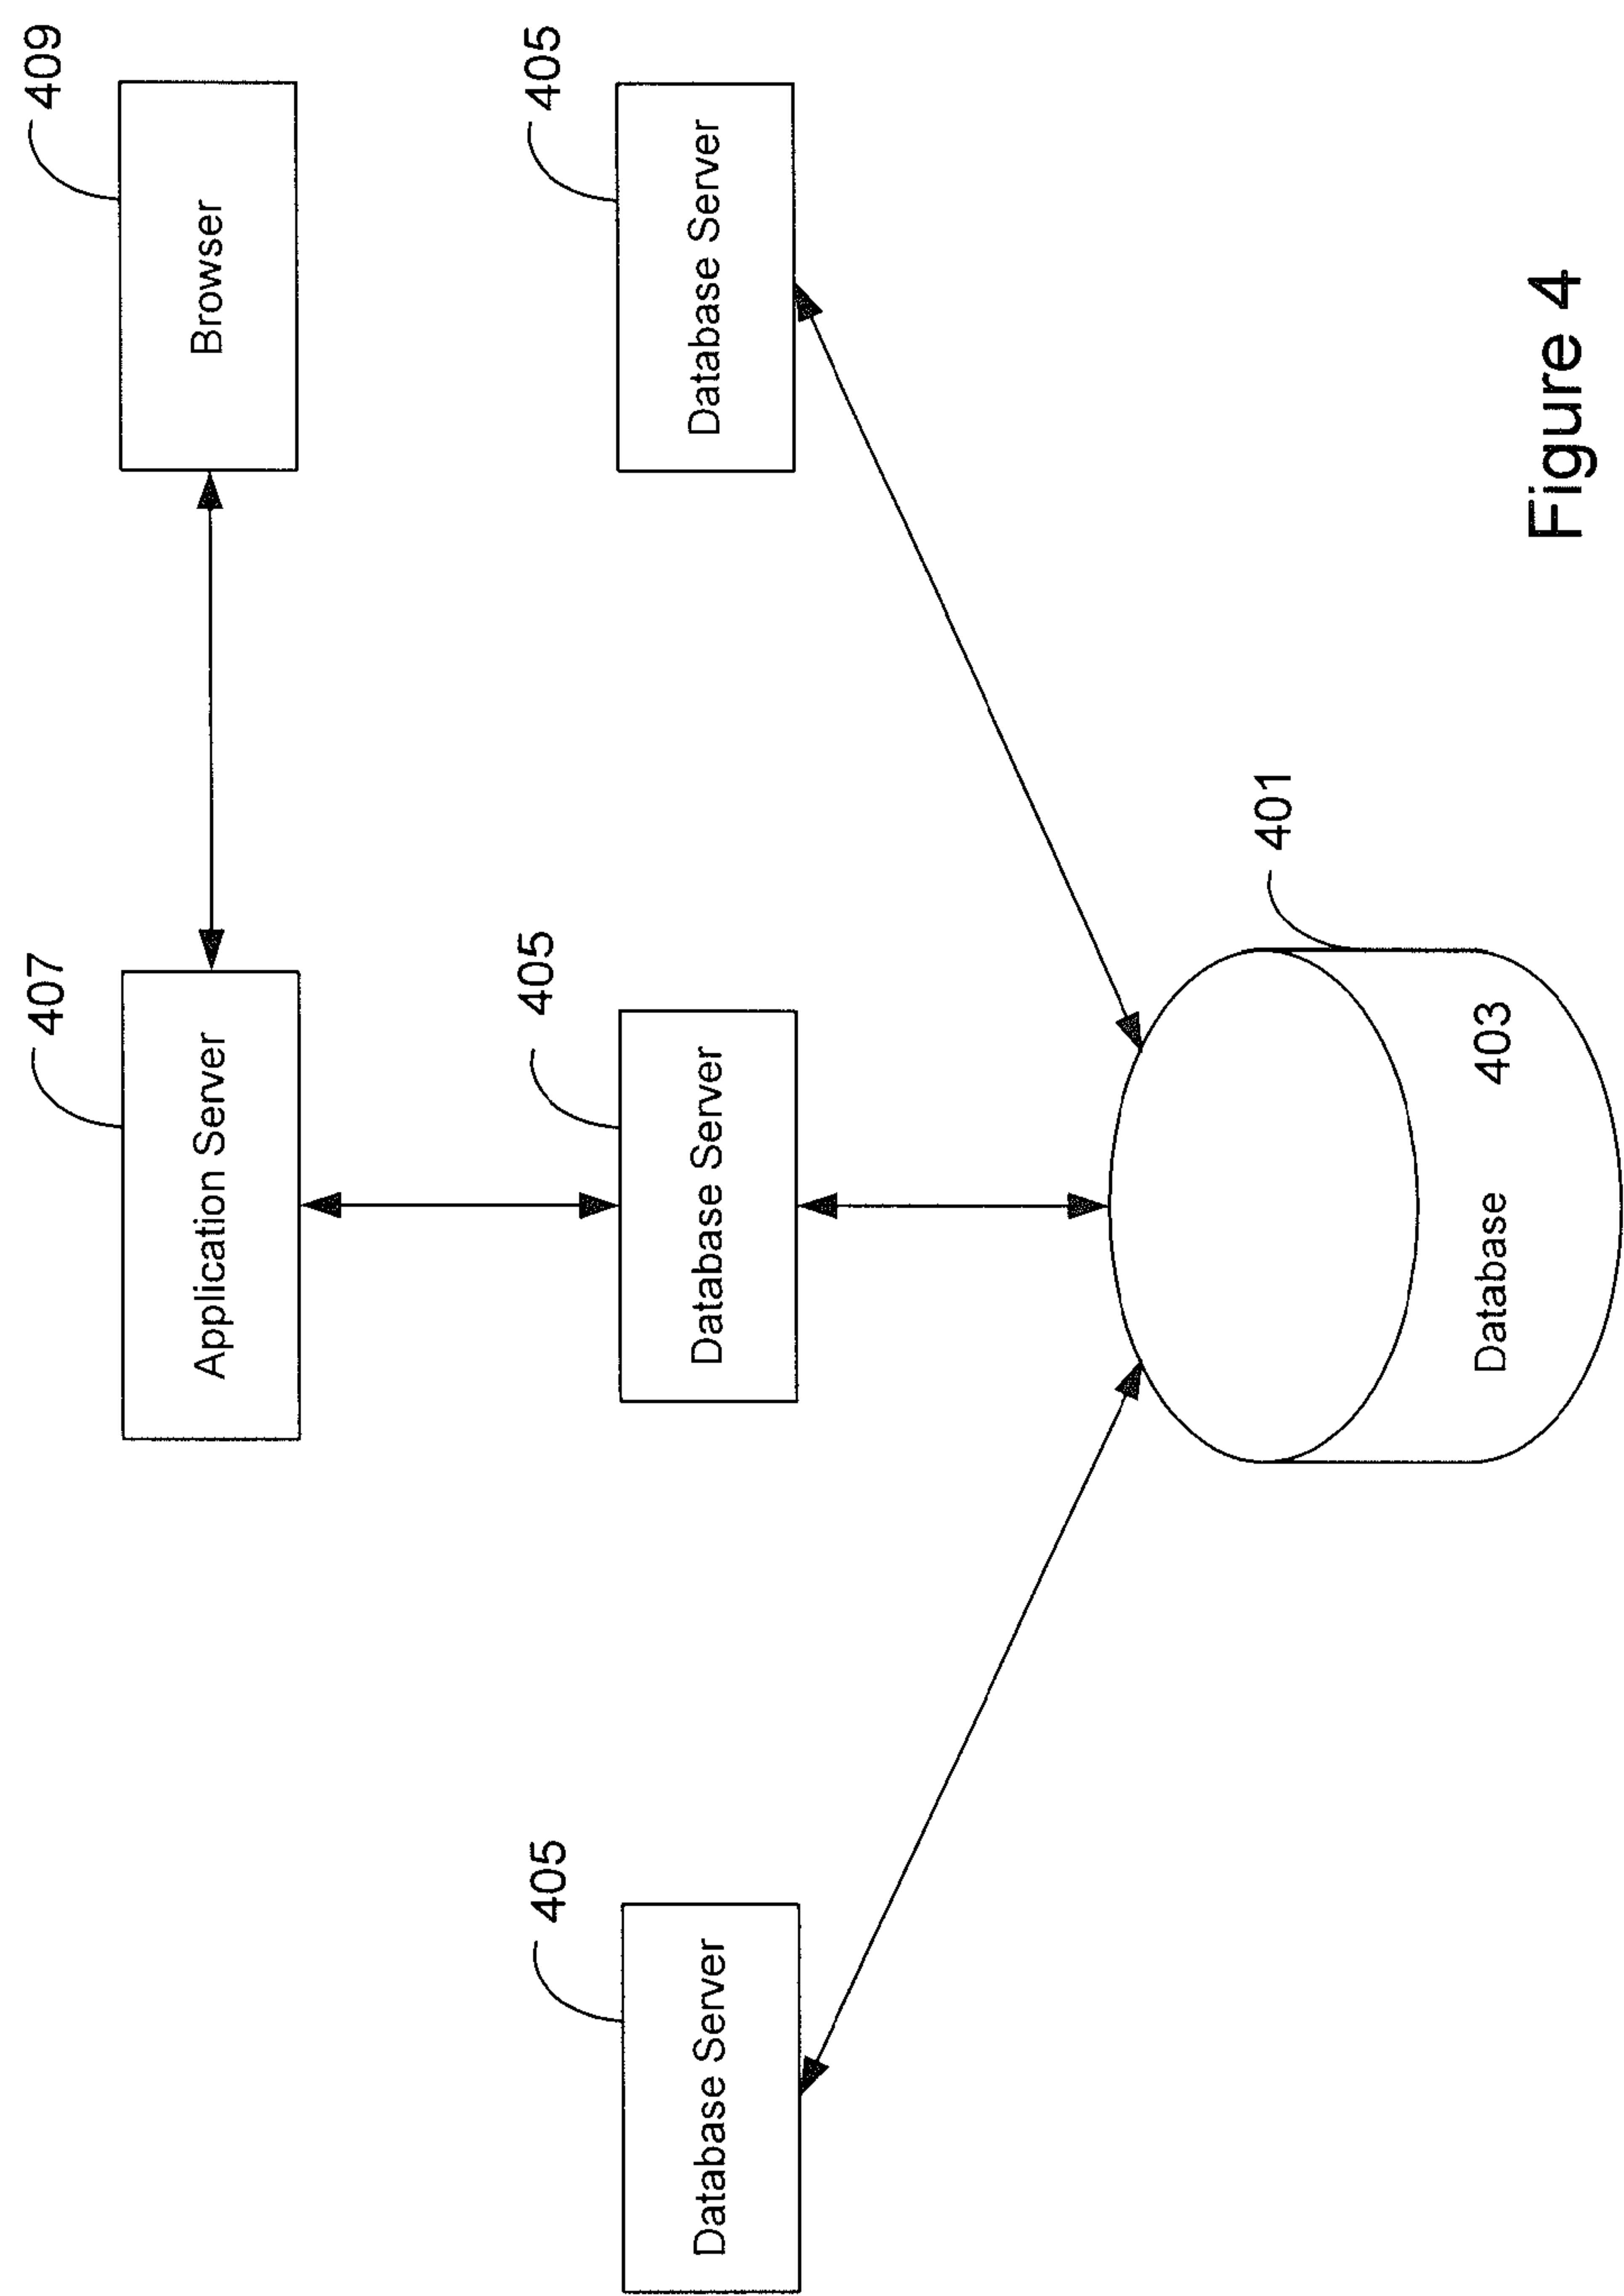 407
409
Application Server
Browser
405
405
405
Database Server
Database Server
Database Server
401
Database 403
Figure 4